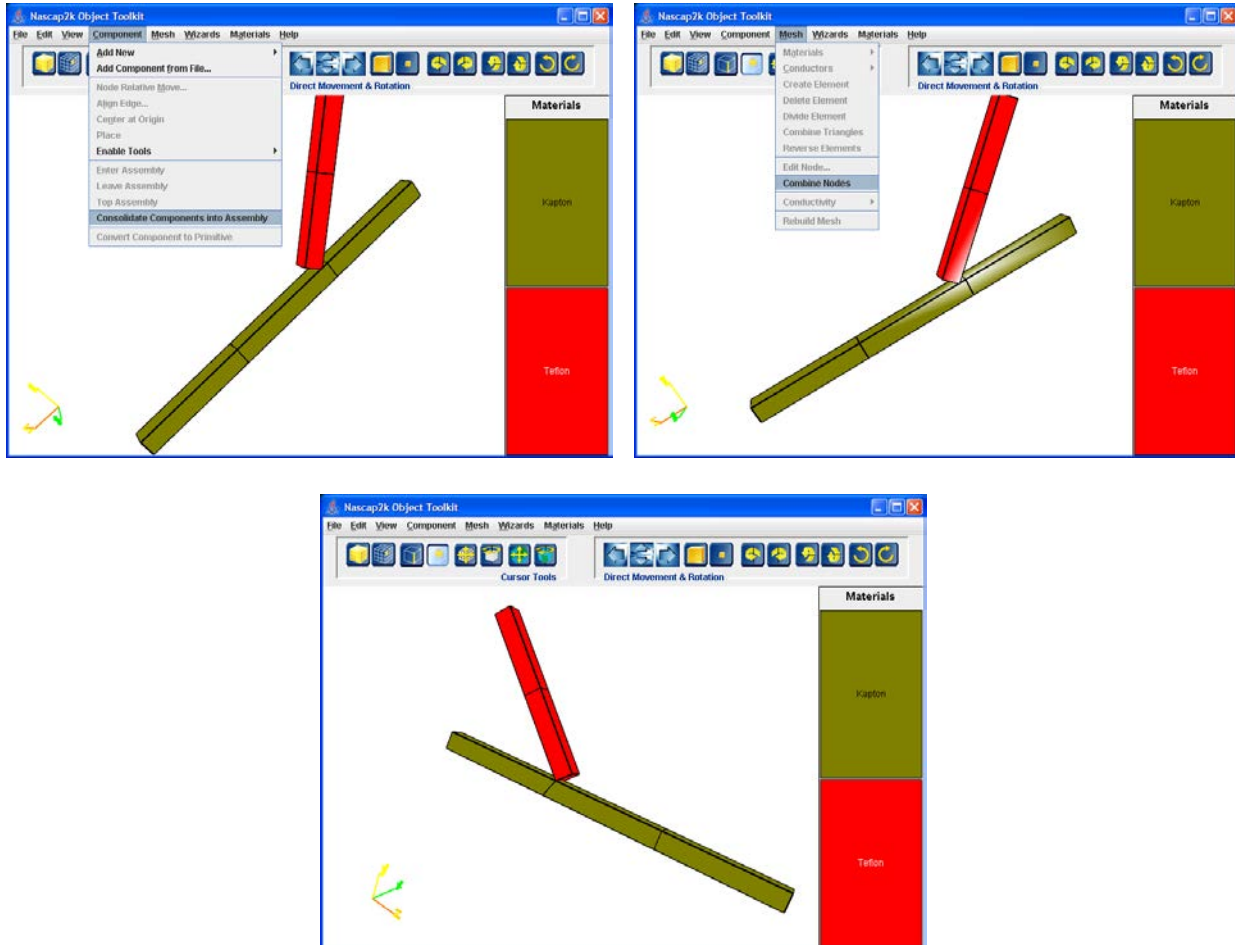 Nascap2k Object Toolkit
File Edit View Component Mesh Wizards Materials Help
Add New
Add Component from File...
Node Relative Move...
Align Edge...
Center at Origin
Place
Enable Tools
Enter Assembly
Leave Assembly
Top Assembly
Consolidate Components into Assembly
Convert Component to Primitive
Direct Movement & Rotation
Materials
Kapton
Teflon
Nascap2k Object Toolkit
File Edit View Component Mesh Wizards Materials Help
Materials
Conductors
Create Element
Delete Element
Divide Element
Combine Triangles
Reverse Elements
Edit Node...
Combine Nodes
Conductivity
Rebuild Mesh
Direct Movement & Rotation
Materials
Kapton
Teflon
Nascap2k Object Toolkit
File Edit View Component Mesh Wizards Materials Help
Cursor Tools
Direct Movement & Rotation
Materials
Kapton
Teflon